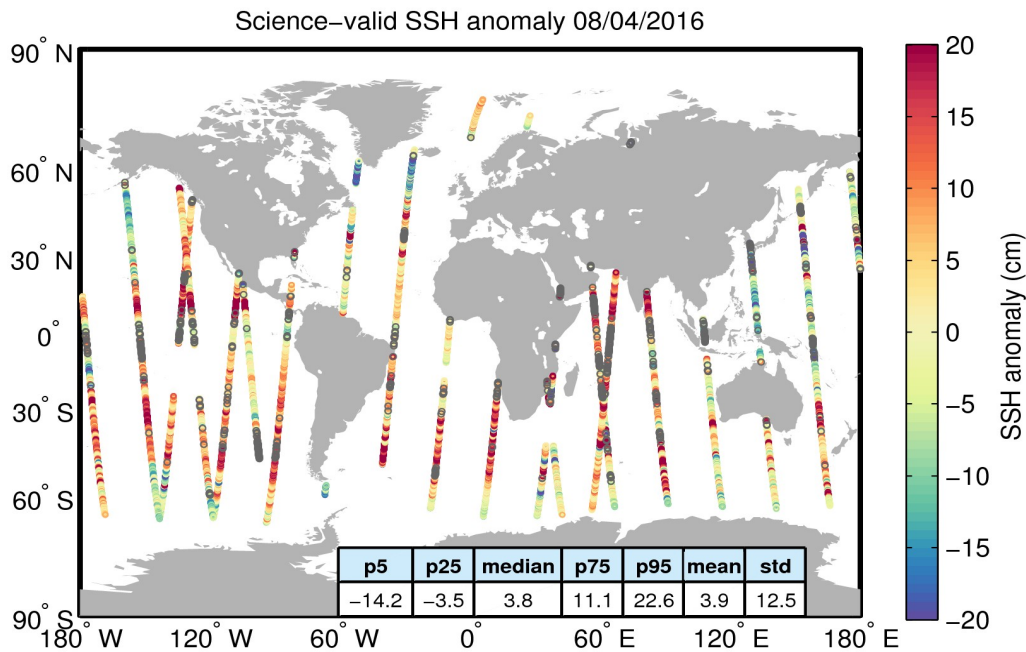 Science−valid SSH anomaly 08/04/2016
90° N
60° N
30° N
0°
30° S
60° S
90° S
180° W
120° W
60° W
0°
60° E
120° E
180° E
p5 p25 median p75 p95 mean std
−14.2 −3.5 3.8 11.1 22.6 3.9 12.5
20
15
10
5
0
−5
−10
−15
−20
SSH anomaly (cm)